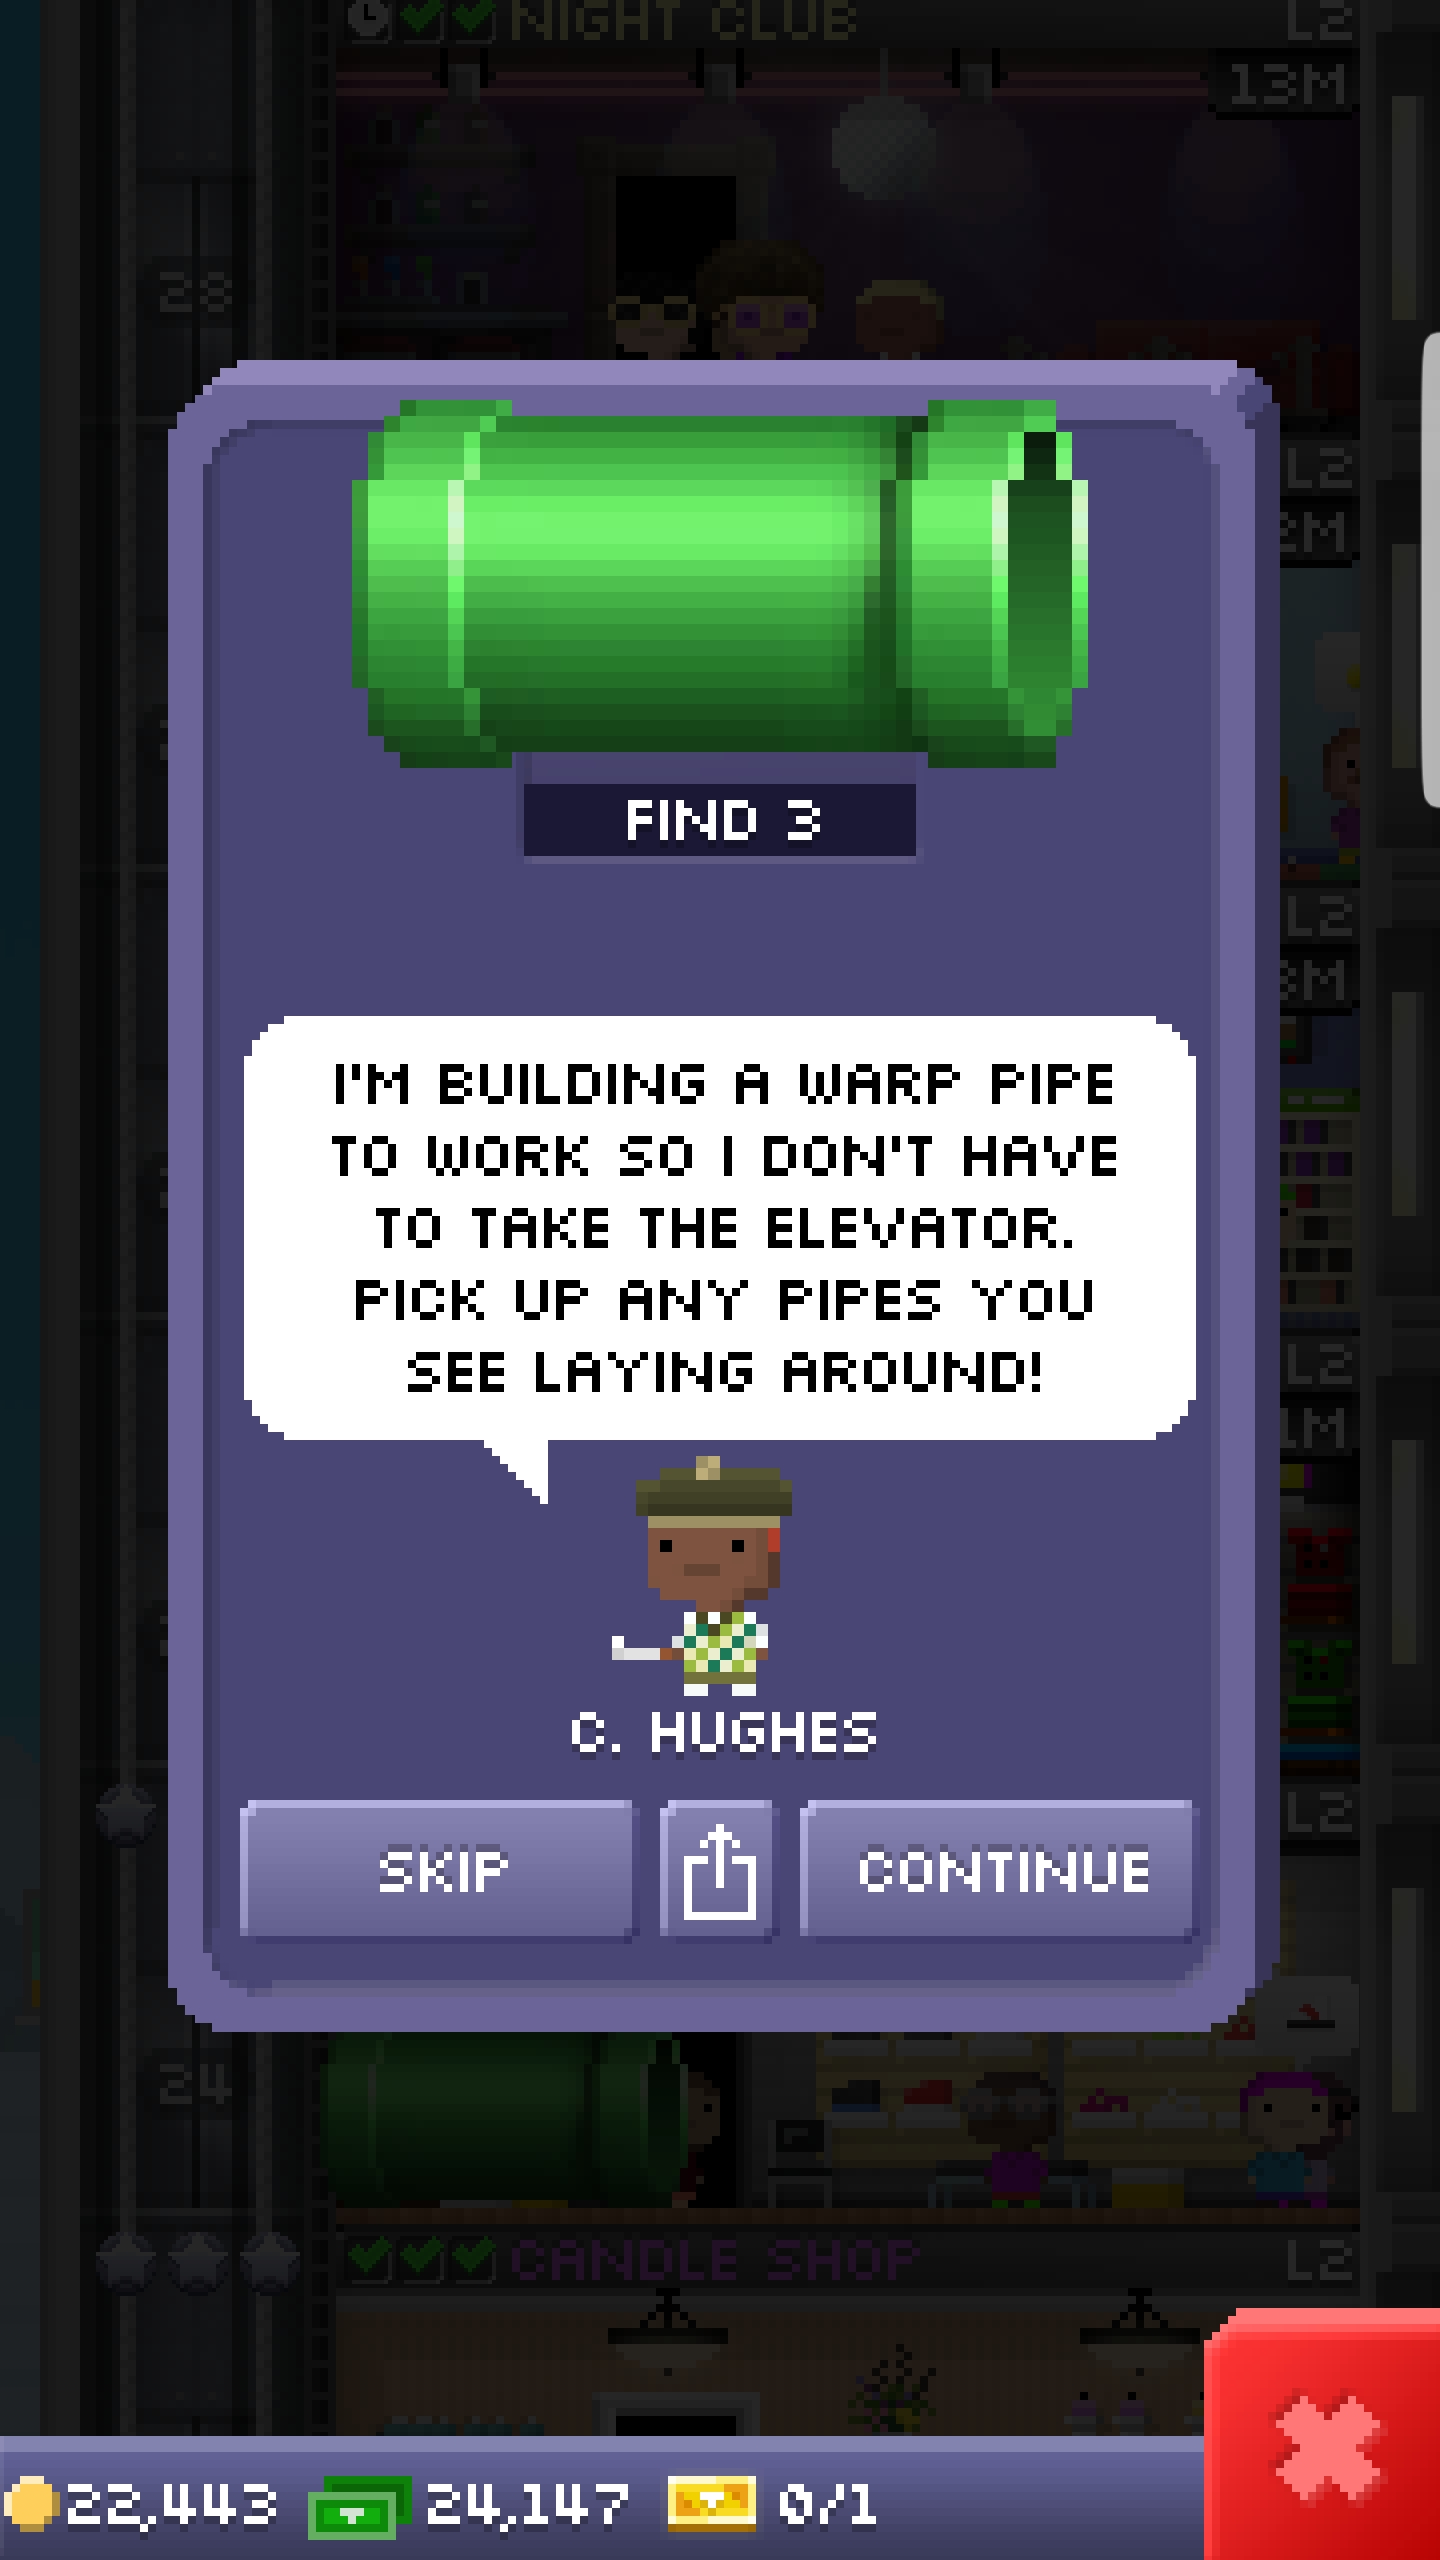 NIGHT CLUB L2
13M
28
L2
2M
FIND 3
L2
3M
I'M BUILDING A WARP PIPE
TO WORK SO I DON'T HAVE
TO TAKE THE ELEVATOR.
PICK UP ANY PIPES YOU
SEE LAYING AROUND!
L2
1M
C. HUGHES
L2
SKIP CONTINUE
24
CANDLE SHOP L2
22,443 24,147 0/1